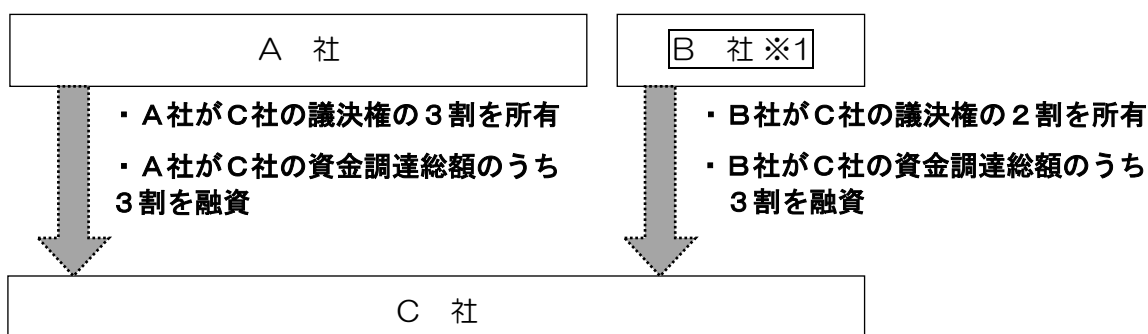 A 社
B 社 ※1
・A社がC社の議決権の3割を所有
・A社がC社の資金調達総額のうち
3割を融資
・B社がC社の議決権の2割を所有
・B社がC社の資金調達総額のうち
3割を融資
C 社